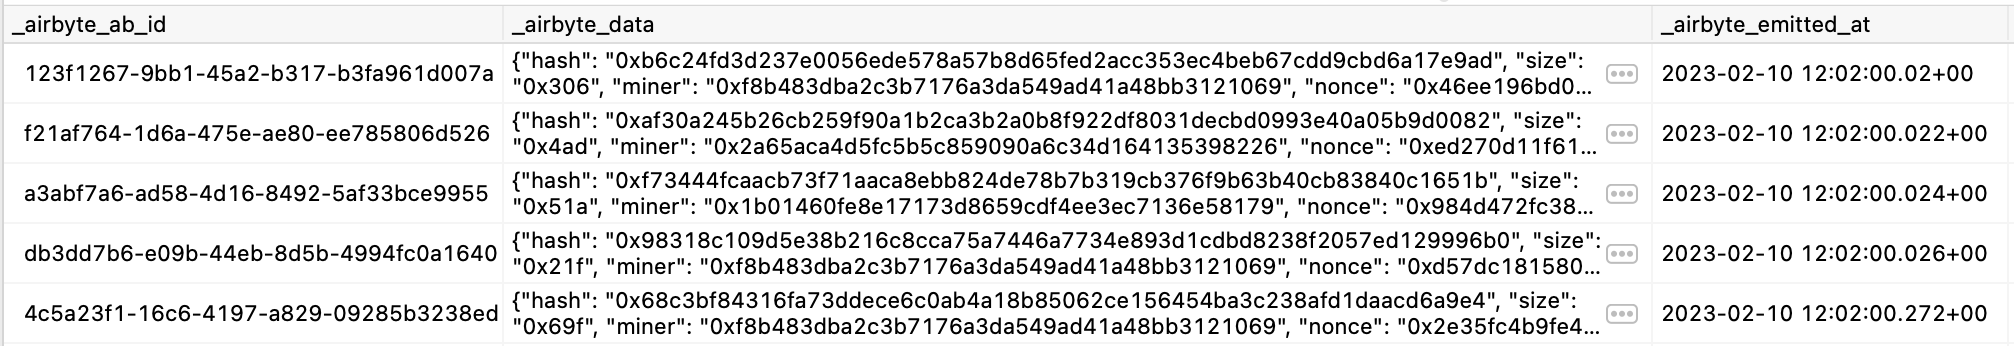 _airbyte_ab_id _airbyte_data _airbyte_emitted_at
123f1267-9bb1-45a2-b317-b3fa961d007a {"hash": "0xb6c24fd3d237e0056ede578a57b8d65fed2acc353ec4beb67cdd9cbd6a17e9ad", "size": 2023-02-10 12:02:00.02+00
"0x306", "miner": "0xf8b483dba2c3b7176a3da549ad41a48bb3121069", "nonce": "0x46ee196bd0...
f21af764-1d6a-475e-ae80-ee785806d526 {"hash": "0xaf30a245b26cb259f90a1b2ca3b2a0b8f922df8031decbd0993e40a05b9d0082", "size": 2023-02-10 12:02:00.022+00
"0x4ad", "miner": "0x2a65aca4d5fc5b5c859090a6c34d164135398226", "nonce": "0xed270d11f61...
a3abf7a6-ad58-4d16-8492-5af33bce9955 {"hash": "0xf73444fcaacb73f71aaca8ebb824de78b7b319cb376f9b63b40cb83840c1651b", "size": 2023-02-10 12:02:00.024+00
"0x51a", "miner": "0x1b01460fe8e17173d8659cdf4ee3ec7136e58179", "nonce": "0x984d472fc38...
db3dd7b6-e09b-44eb-8d5b-4994fc0a1640 {"hash": "0x98318c109d5e38b216c8cca75a7446a7734e893d1cdbd8238f2057ed129996b0", "size": 2023-02-10 12:02:00.026+00
"0x21f", "miner": "0xf8b483dba2c3b7176a3da549ad41a48bb3121069", "nonce": "0xd57dc181580...
4c5a23f1-16c6-4197-a829-09285b3238ed {"hash": "0x68c3bf84316fa73ddece6c0ab4a18b85062ce156454ba3c238afd1daacd6a9e4", "size": 2023-02-10 12:02:00.272+00
"0x69f", "miner": "0xf8b483dba2c3b7176a3da549ad41a48bb3121069", "nonce": "0x2e35fc4b9fe4...